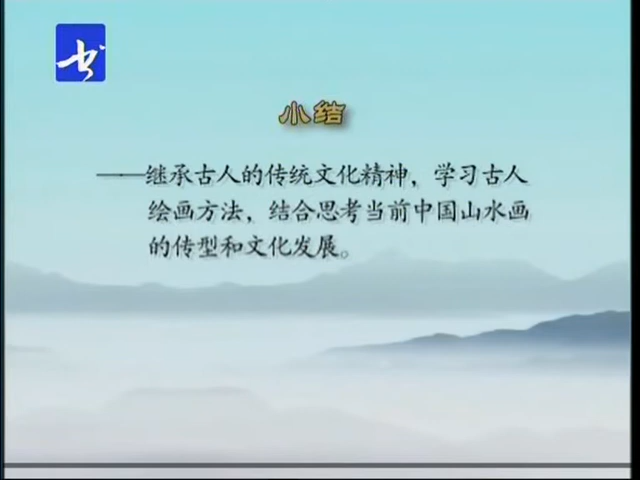 书
小结
——继承古人的传统文化精神，学习古人
绘画方法，结合思考当前中国山水画
的传型和文化发展。